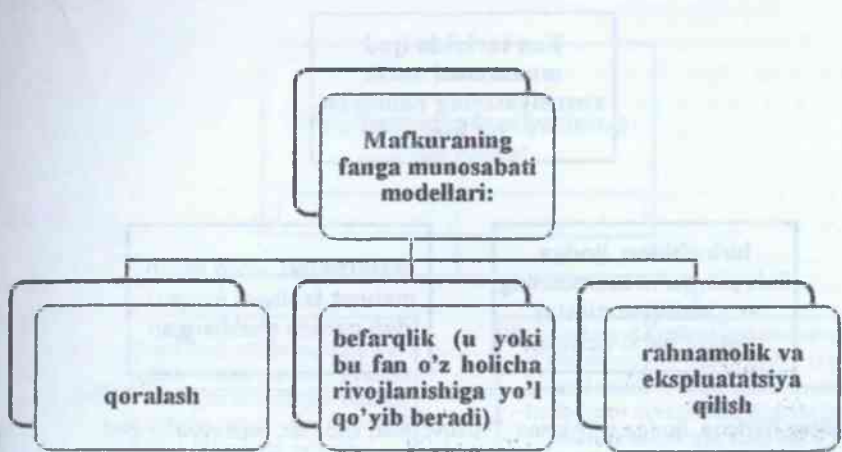 Mafkuraning
fanga munosabati
modellari:
qoralash
befarqlik (u yoki
bu fan o'z holicha
rivojlanishiga yo'l
qo'yib beradi)
rahnamolik va
ekspluatatsiya
qilish